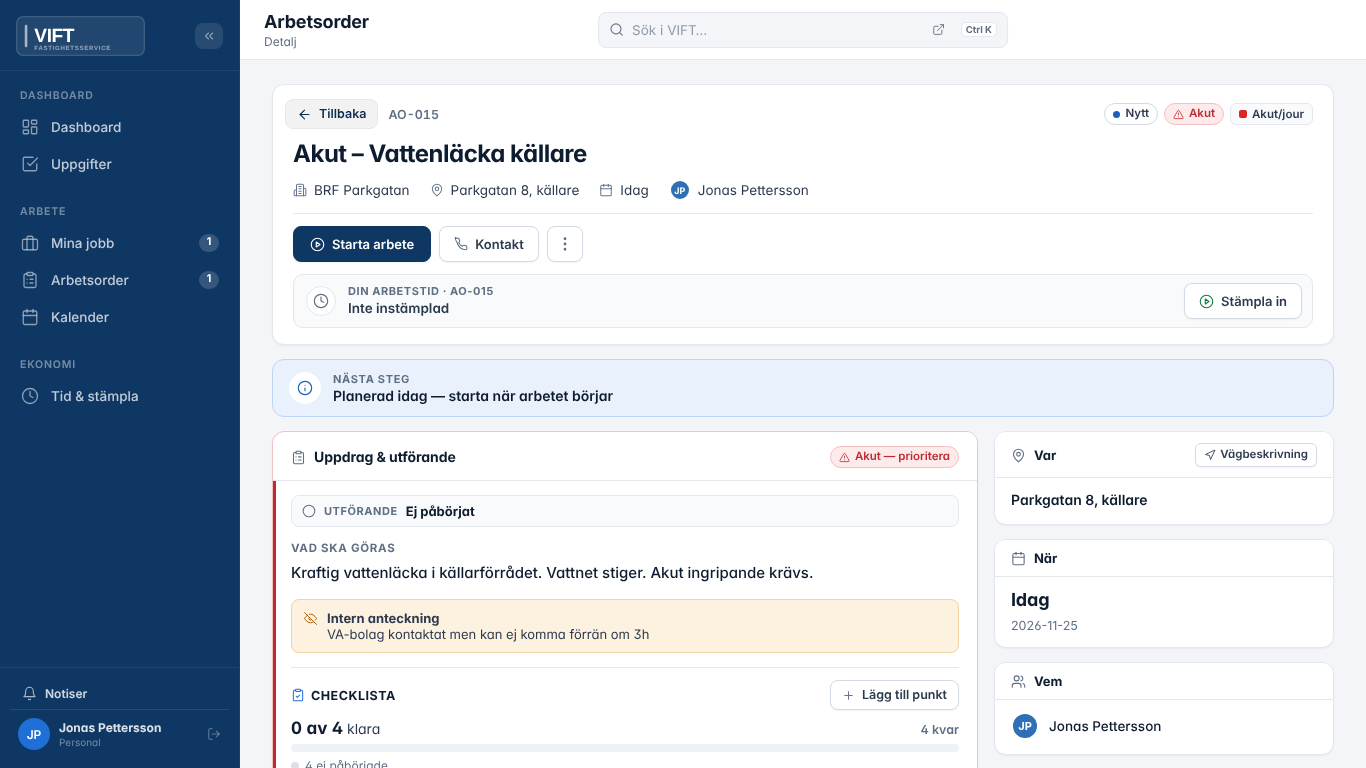 VIFT
FASTIGHETSSERVICE
DASHBOARD
Dashboard
Uppgifter
ARBETE
Mina jobb 1
Arbetsorder 1
Kalender
EKONOMI
Tid & stämpla
Notiser
JP Jonas Pettersson
Personal
Arbetsorder
Detalj
Sök i VIFT... Ctrl K
Tillbaka AO-015 Nytt Akut Akut/jour
Akut – Vattenläcka källare
BRF Parkgatan Parkgatan 8, källare Idag JP Jonas Pettersson
Starta arbete Kontakt
DIN ARBETSTID · AO-015
Inte instämplad
Stämpla in
NÄSTA STEG
Planerad idag — starta när arbetet börjar
Uppdrag & utförande Akut — prioritera
UTFÖRANDE Ej påbörjat
VAD SKA GÖRAS
Kraftig vattenläcka i källarförrådet. Vattnet stiger. Akut ingripande krävs.
Intern anteckning
VA-bolag kontaktat men kan ej komma förrän om 3h
CHECKLISTA Lägg till punkt
0 av 4 klara 4 kvar
4 ej påbörjade
Var Vägbeskrivning
Parkgatan 8, källare
När
Idag
2026-11-25
Vem
JP Jonas Pettersson